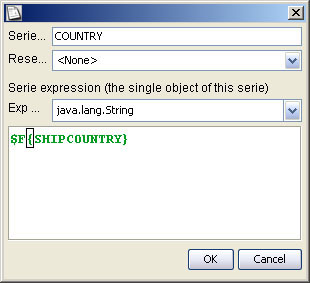 Serie... COUNTRY
Rese... <None>
Serie expression (the single object of this serie)
Exp ... java.lang.String
$F{SHIPCOUNTRY}
OK Cancel